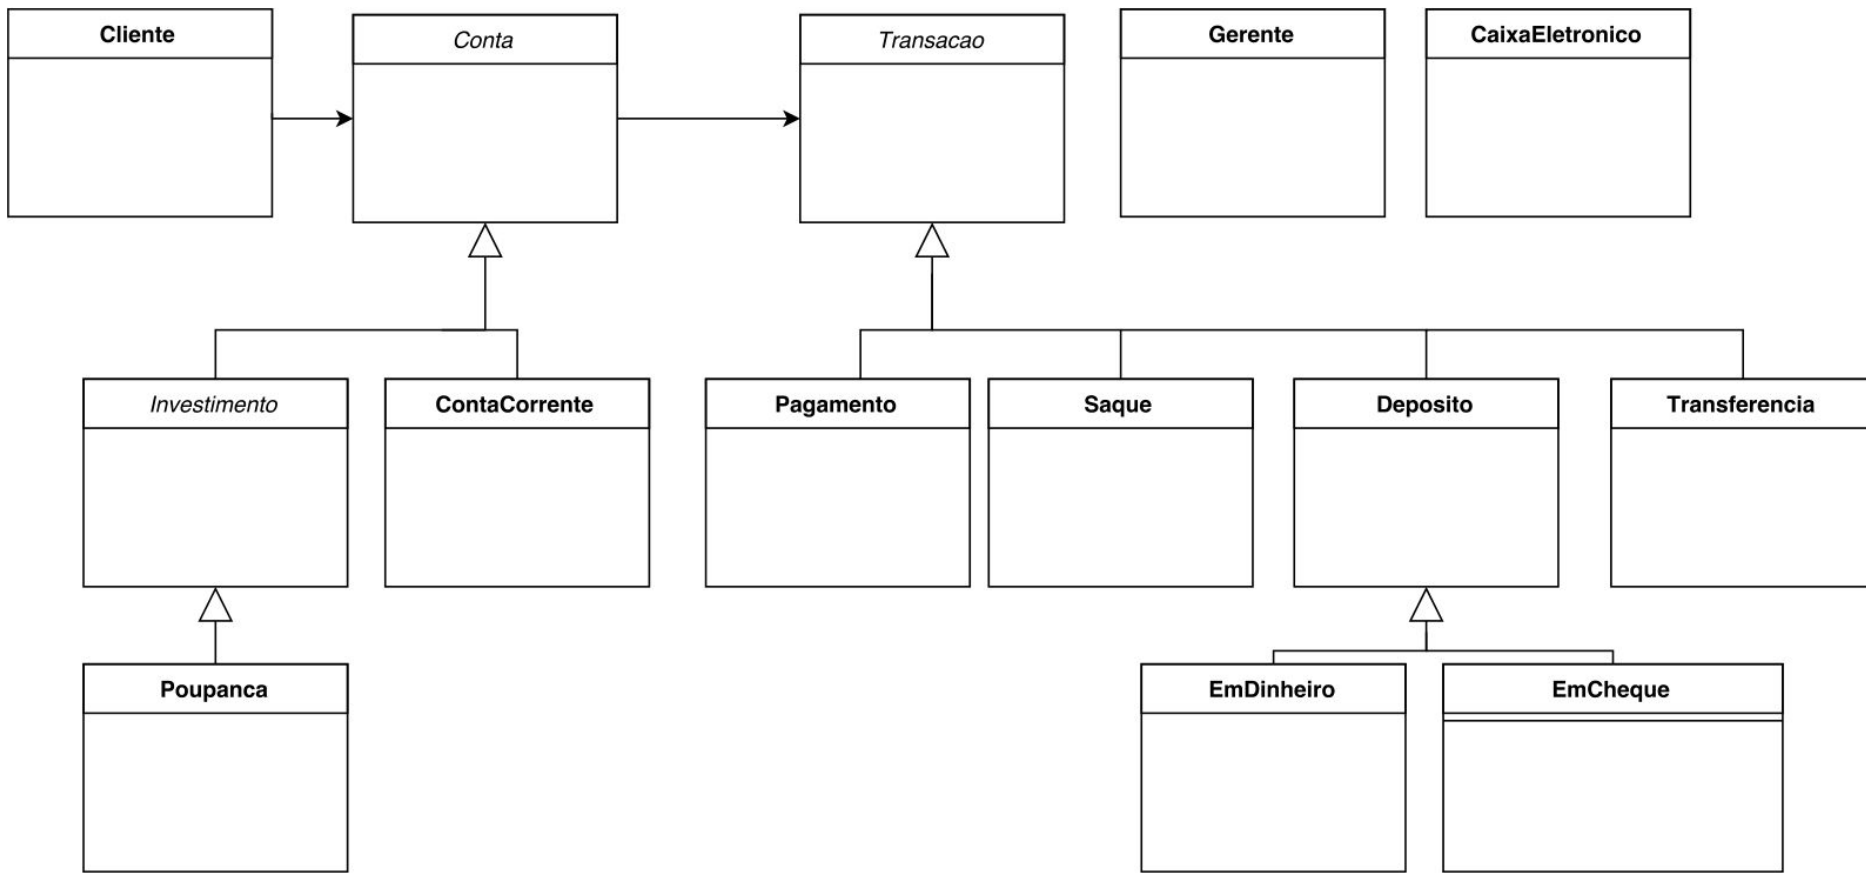 Cliente
Conta
Transacao
Gerente
CaixaEletronico
Investimento
ContaCorrente
Pagamento
Saque
Deposito
Transferencia
Poupanca
EmDinheiro
EmCheque